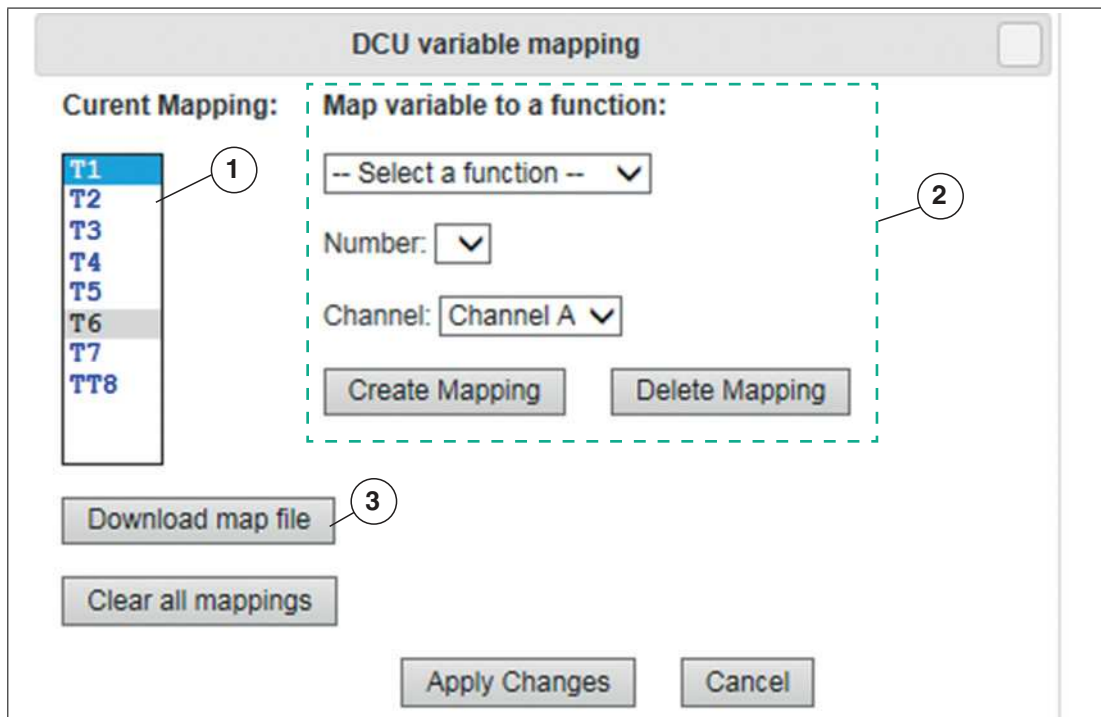 DCU variable mapping
Curent Mapping:
Map variable to a function:
T1
T2
T3
T4
T5
T6
T7
TT8
1
-- Select a function --
2
Number:
Channel: Channel A
Create Mapping
Delete Mapping
Download map file
3
Clear all mappings
Apply Changes
Cancel